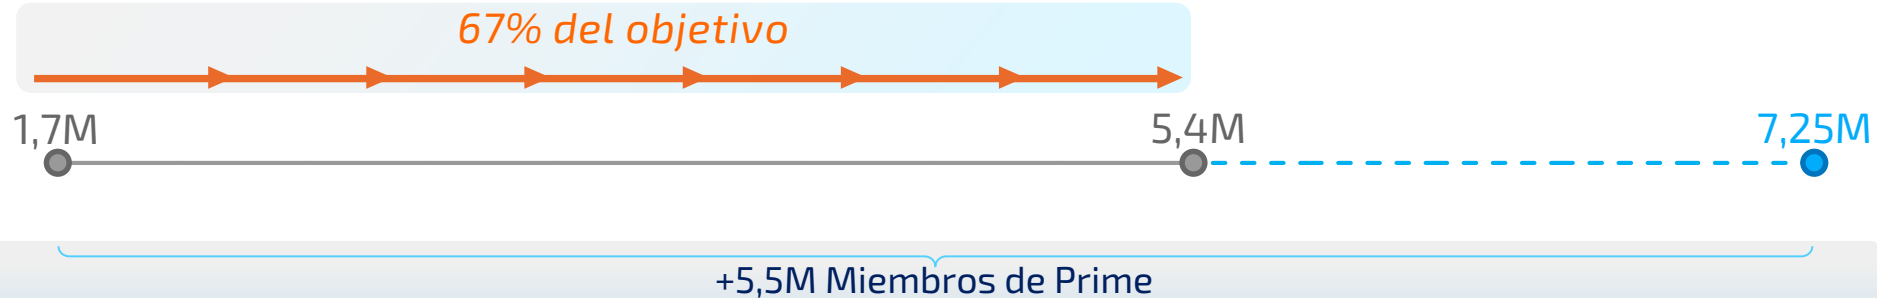 67% del objetivo
1,7M
5,4M
7,25M
+5,5M Miembros de Prime